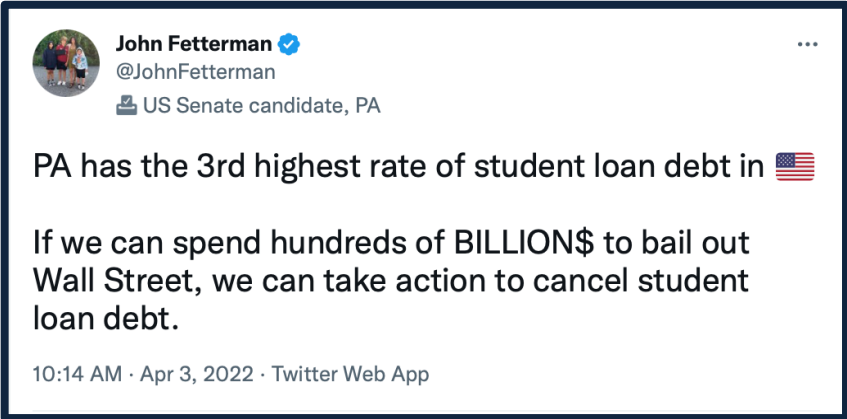 John Fetterman
@JohnFetterman
US Senate candidate, PA
PA has the 3rd highest rate of student loan debt in 🇺🇸
If we can spend hundreds of BILLION$ to bail out
Wall Street, we can take action to cancel student
loan debt.
10:14 AM · Apr 3, 2022 · Twitter Web App